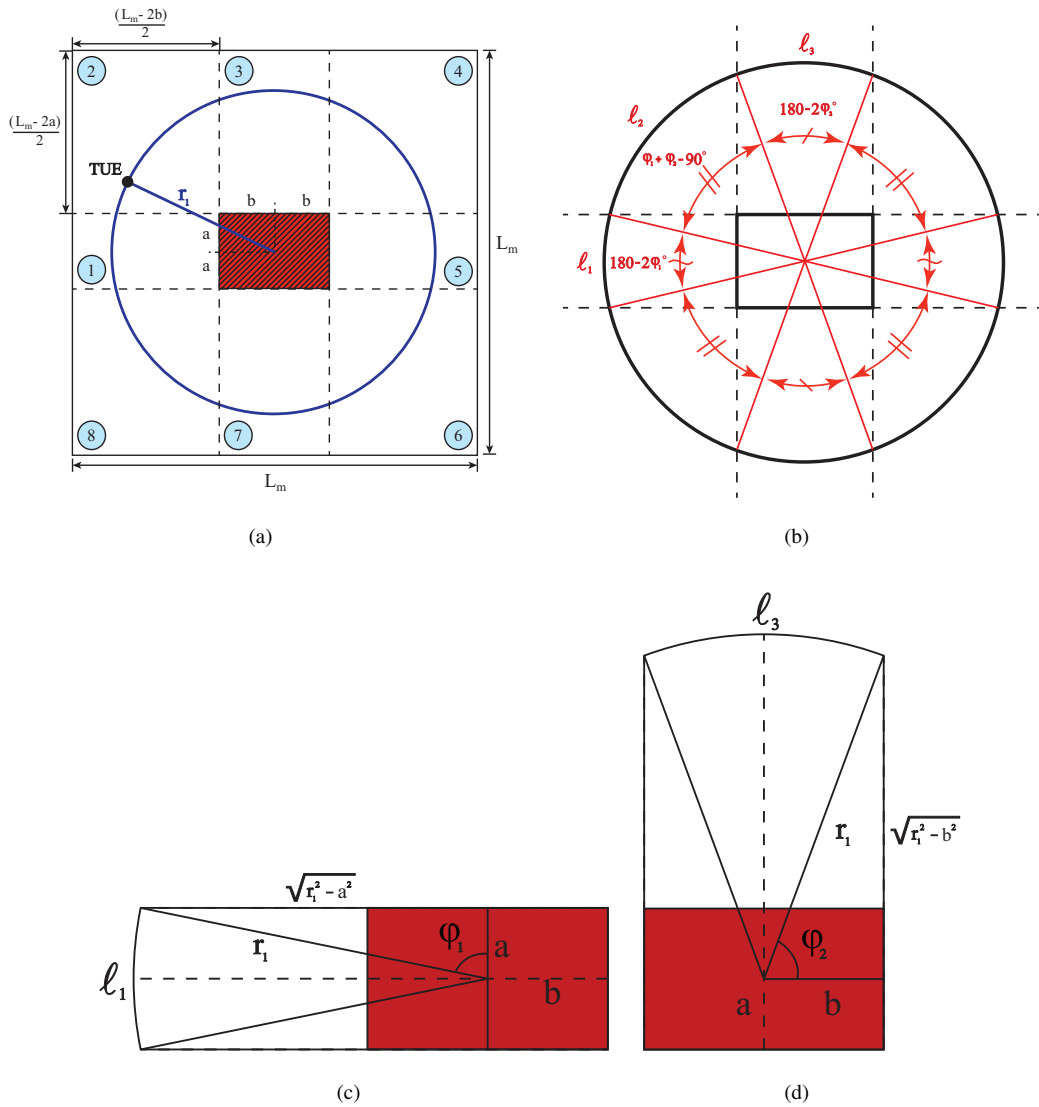 (Lₘ- 2b)
2
2
3
4
(Lₘ- 2a)
2
TUE
r₁
b
b
a
a
1
5
Lₘ
8
7
6
Lₘ
(a)
ℓ₃
ℓ₂
180-2φ₂°
φ₁+ φ₂-90°
ℓ₁
180-2φ₁°
(b)
√r₁² – a²
r₁
φ₁
a
ℓ₁
b
(c)
ℓ₃
r₁
√r₁² – b²
φ₂
a
b
(d)